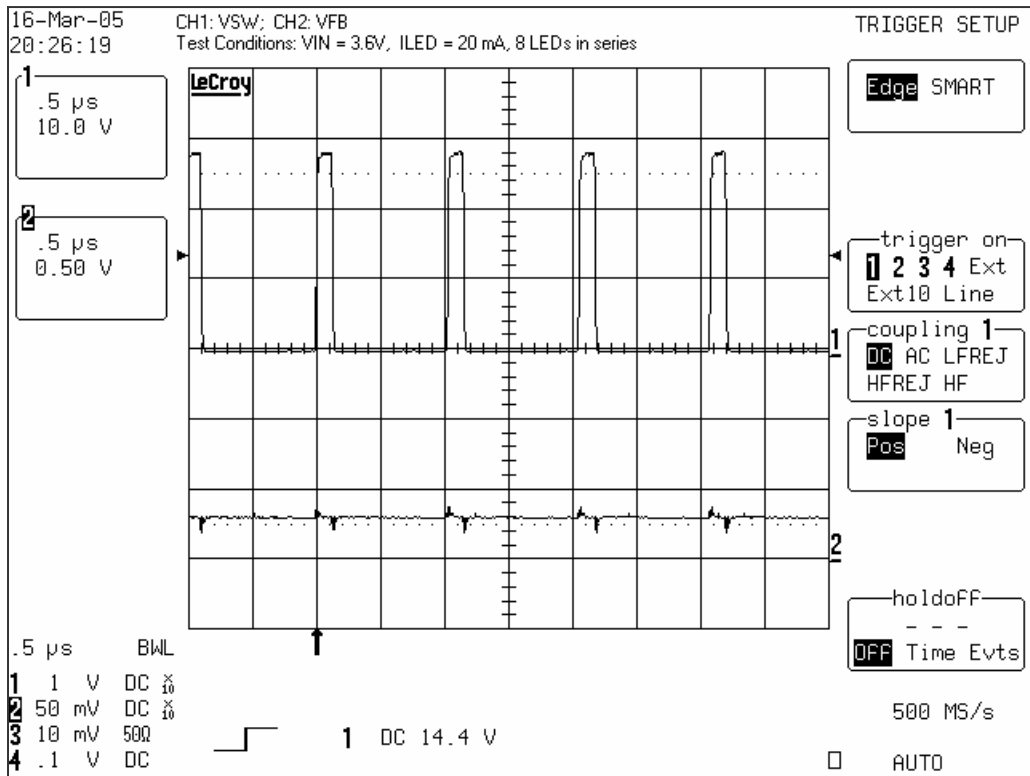 16-Mar-05
20:26:19
CH1: VSW; CH2: VFB
Test Conditions: VIN = 3.6V, ILED = 20 mA, 8 LEDs in series
TRIGGER SETUP
1
.5 µs
10.0 V
2
.5 µs
0.50 V
LeCroy
Edge SMART
trigger on
1 2 3 4 Ext
Ext10 Line
coupling 1
DC AC LFREJ
HFREJ HF
slope 1
Pos Neg
holdoff
- - -
OFF Time Evts
1
2
.5 µs BWL
1 1 V DC X10
2 50 mV DC X10
3 10 mV 50Ω
4 .1 V DC
1 DC 14.4 V
500 MS/s
AUTO